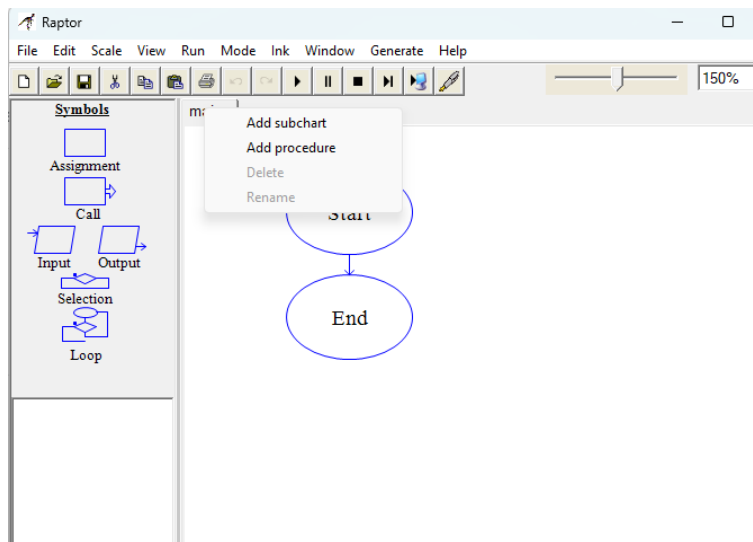 Raptor
File Edit Scale View Run Mode Ink Window Generate Help
150%
Symbols
Assignment
Call
Input Output
Selection
Loop
Add subchart
Add procedure
Delete
Rename
Start
End